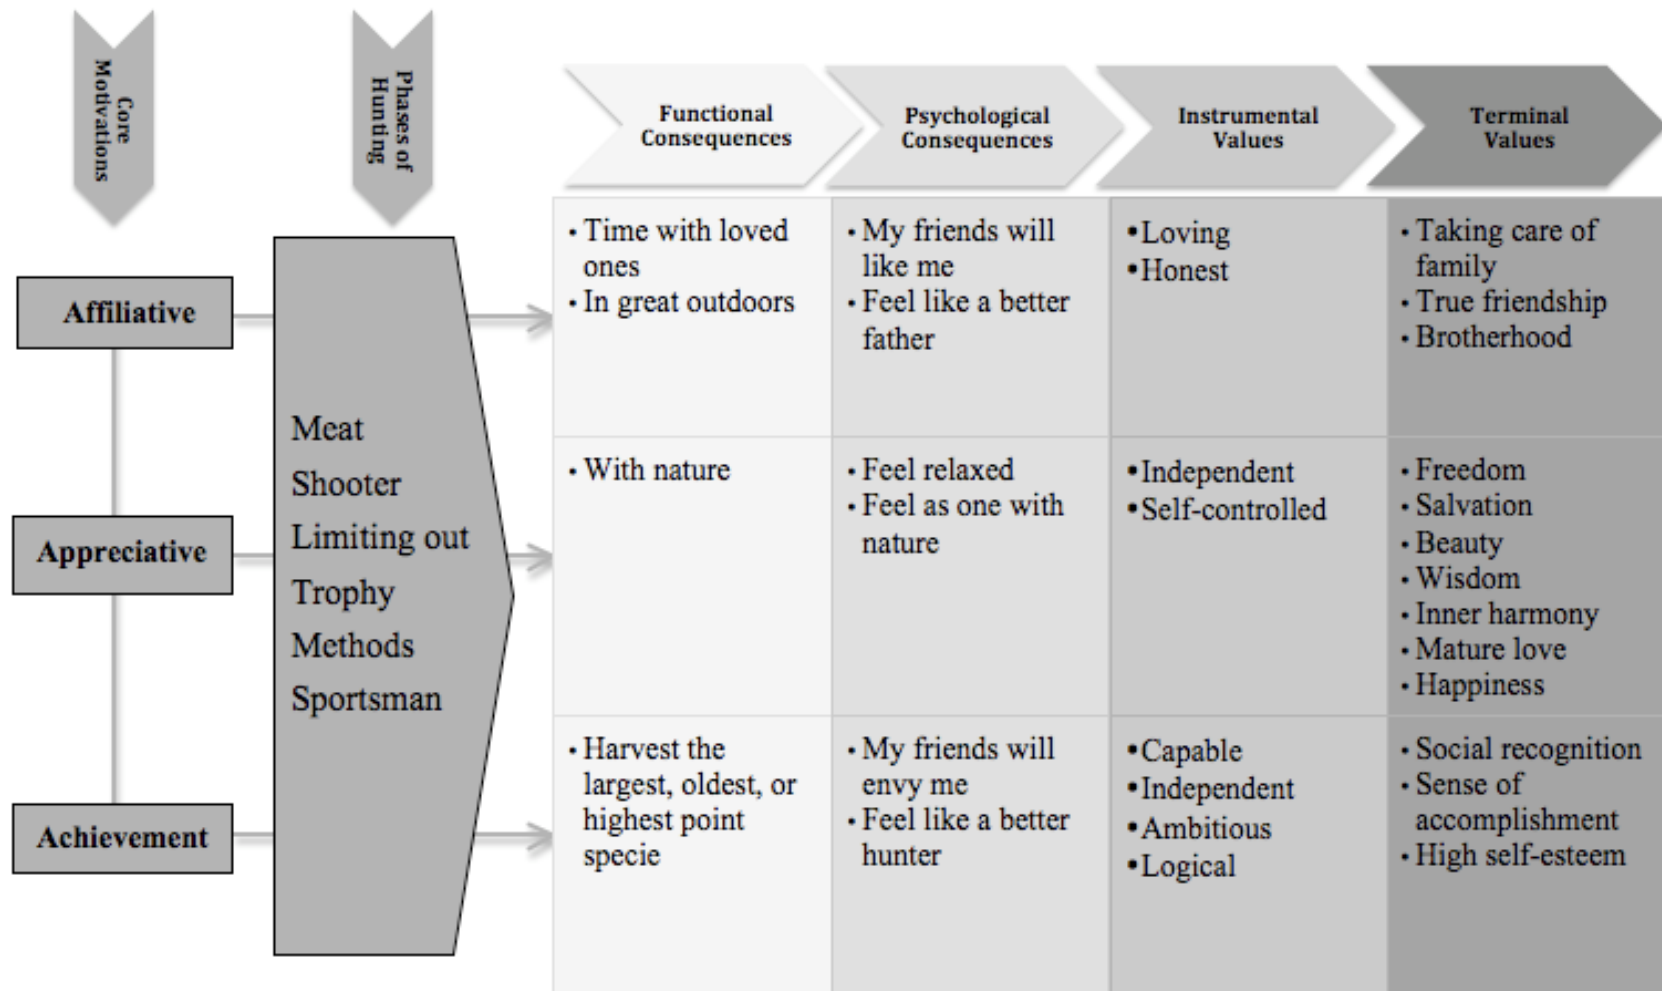 Core
Motivations
Phases of
Hunting
Functional
Consequences
Psychological
Consequences
Instrumental
Values
Terminal
Values
Affiliative
Appreciative
Achievement
Meat
Shooter
Limiting out
Trophy
Methods
Sportsman
• Time with loved
ones
• In great outdoors
• My friends will
like me
• Feel like a better
father
•Loving
•Honest
• Taking care of
family
• True friendship
• Brotherhood
• With nature
• Feel relaxed
• Feel as one with
nature
•Independent
•Self-controlled
• Freedom
• Salvation
• Beauty
• Wisdom
• Inner harmony
• Mature love
• Happiness
• Harvest the
largest, oldest, or
highest point
specie
• My friends will
envy me
• Feel like a better
hunter
•Capable
•Independent
•Ambitious
•Logical
• Social recognition
• Sense of
accomplishment
• High self-esteem